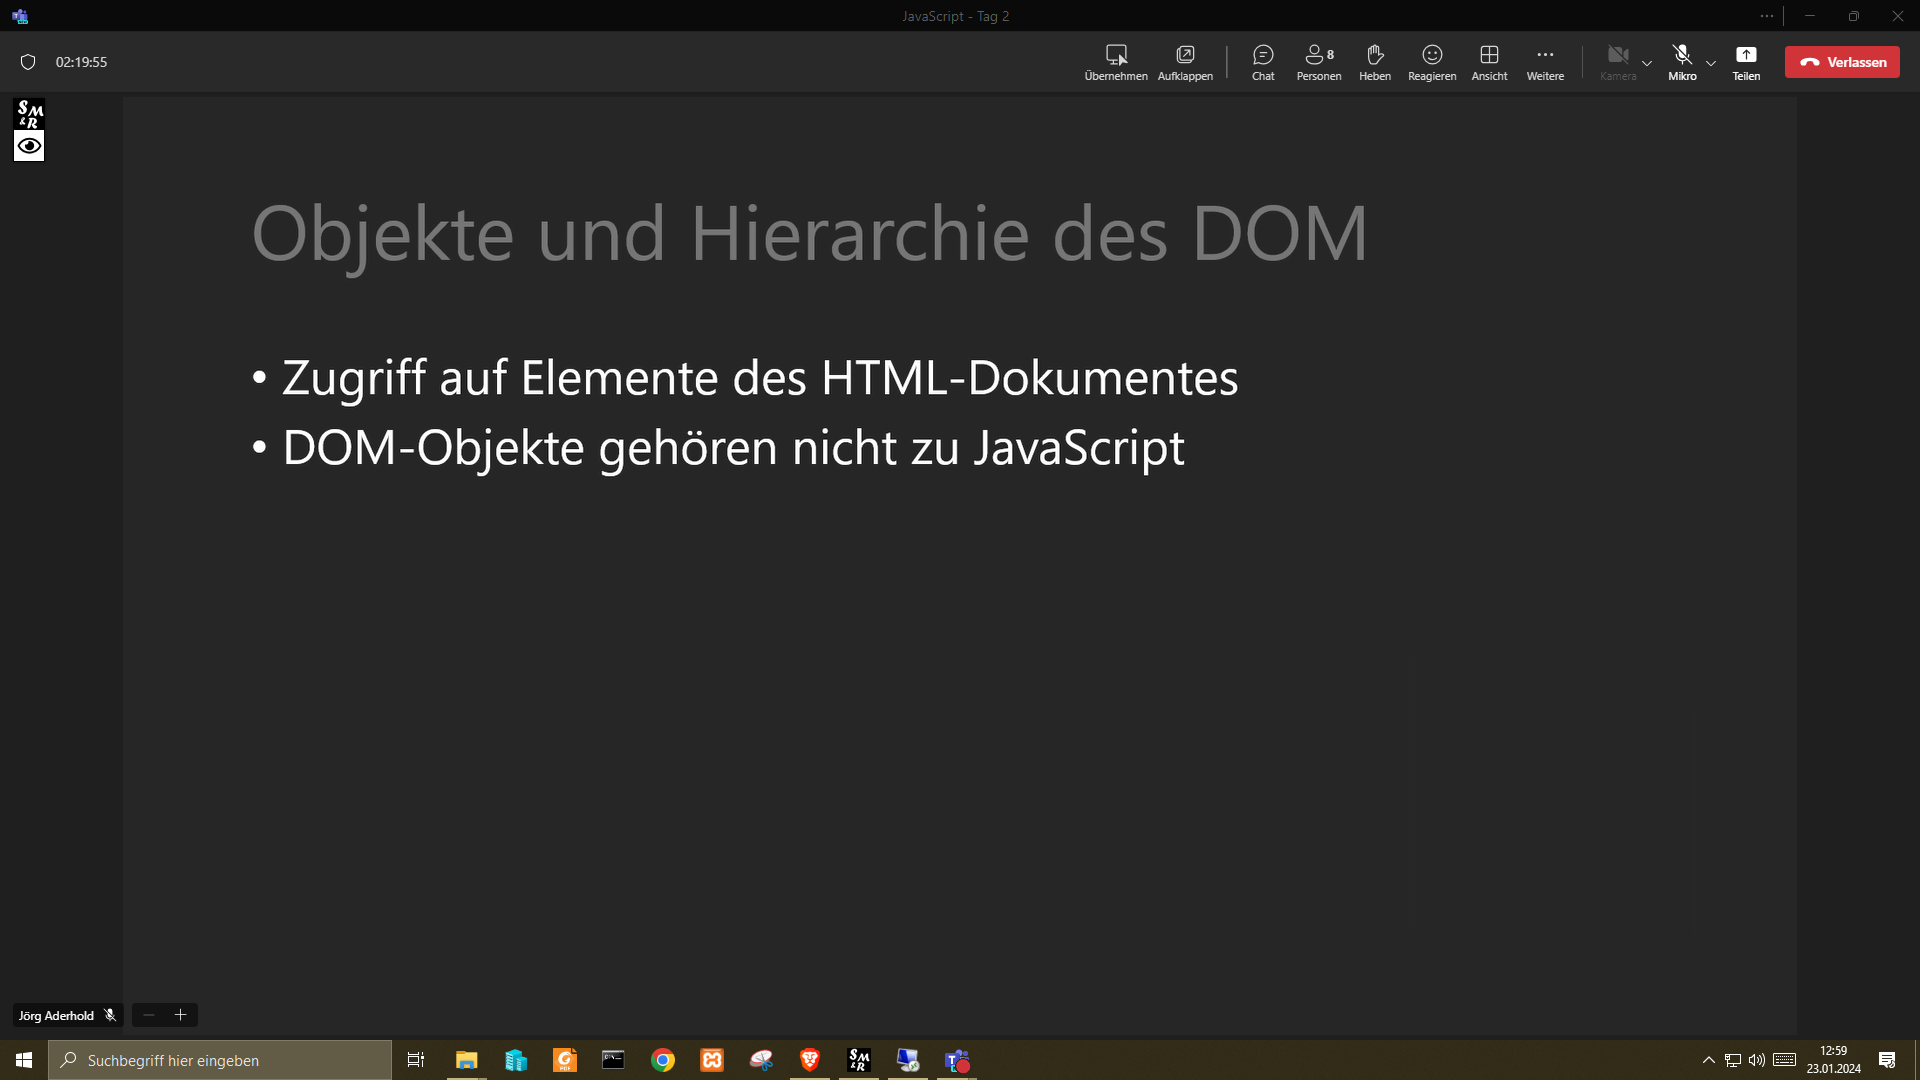 JavaScript - Tag 2
02:19:55
Übernehmen
Aufklappen
Chat
8
Personen
Heben
Reagieren
Ansicht
Weitere
Kamera
Mikro
Teilen
Verlassen
S M & R
Objekte und Hierarchie des DOM
• Zugriff auf Elemente des HTML-Dokumentes
• DOM-Objekte gehören nicht zu JavaScript
Jörg Aderhold
Suchbegriff hier eingeben
PDF
S M & R
12:59
23.01.2024